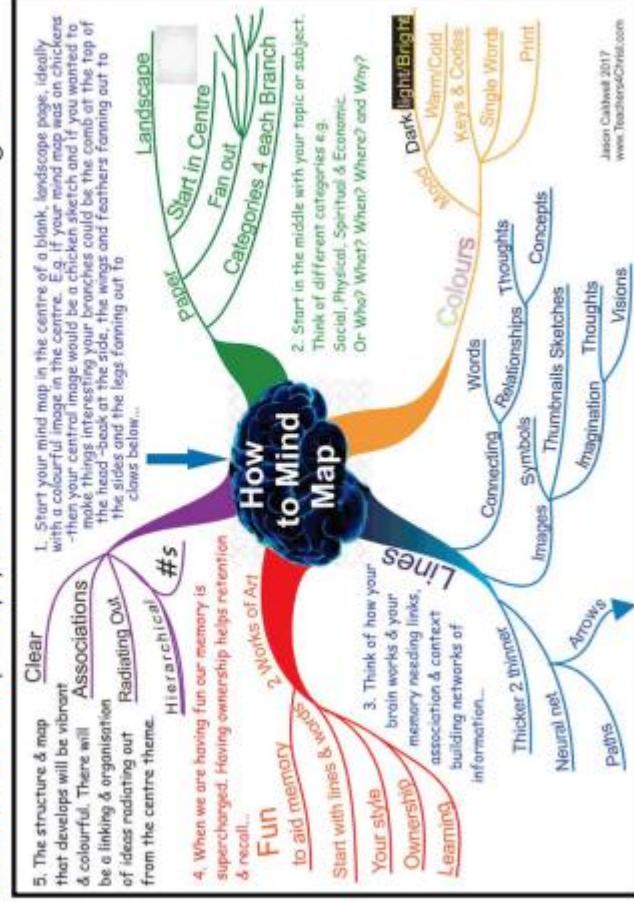 1. Start your mind map in the centre of a blank, landscape page, ideally
with a colourful image in the centre. E.g. if your mind map was on chickens
-then your central image would be a chicken sketch and if you wanted to
make things interesting your branches could be the comb at the top of
the head -beak at the side, the wings and feathers fanning out to
the sides and the legs fanning out to
claws below...
Paper
Landscape
Start in Centre
Fan out
Categories 4 each Branch
2. Start in the middle with your topic or subject.
Think of different categories e.g.
Social, Physical, Spiritual & Economic.
Or Who? What? When? Where? and Why?
How
to Mind
Map
Colours
Mood
Dark Light/Bright
Warm/Cold
Keys & Codes
Single Words
Print
Lines
Connecting
Words
Relationships
Thoughts
Concepts
Images
Symbols
Thumbnails Sketches
Imagination
Thoughts
Visions
Thicker 2 thinner
Neural net
Arrows
Paths
3. Think of how your
brain works & your
memory needing links,
association & context
building networks of
information...
2 Works of Art
Fun
to aid memory
Start with lines & words
Your style
Ownership
Learning
4. When we are having fun our memory is
supercharged. Having ownership helps retention
& recall...
5. The structure & map
that develops will be vibrant
& colourful. There will
be a linking & organisation
of ideas radiating out
from the centre theme.
Clear
Associations
Radiating Out
Hierarchical
#s
Jason Caldwell 2017
www.Teachers4Christ.com